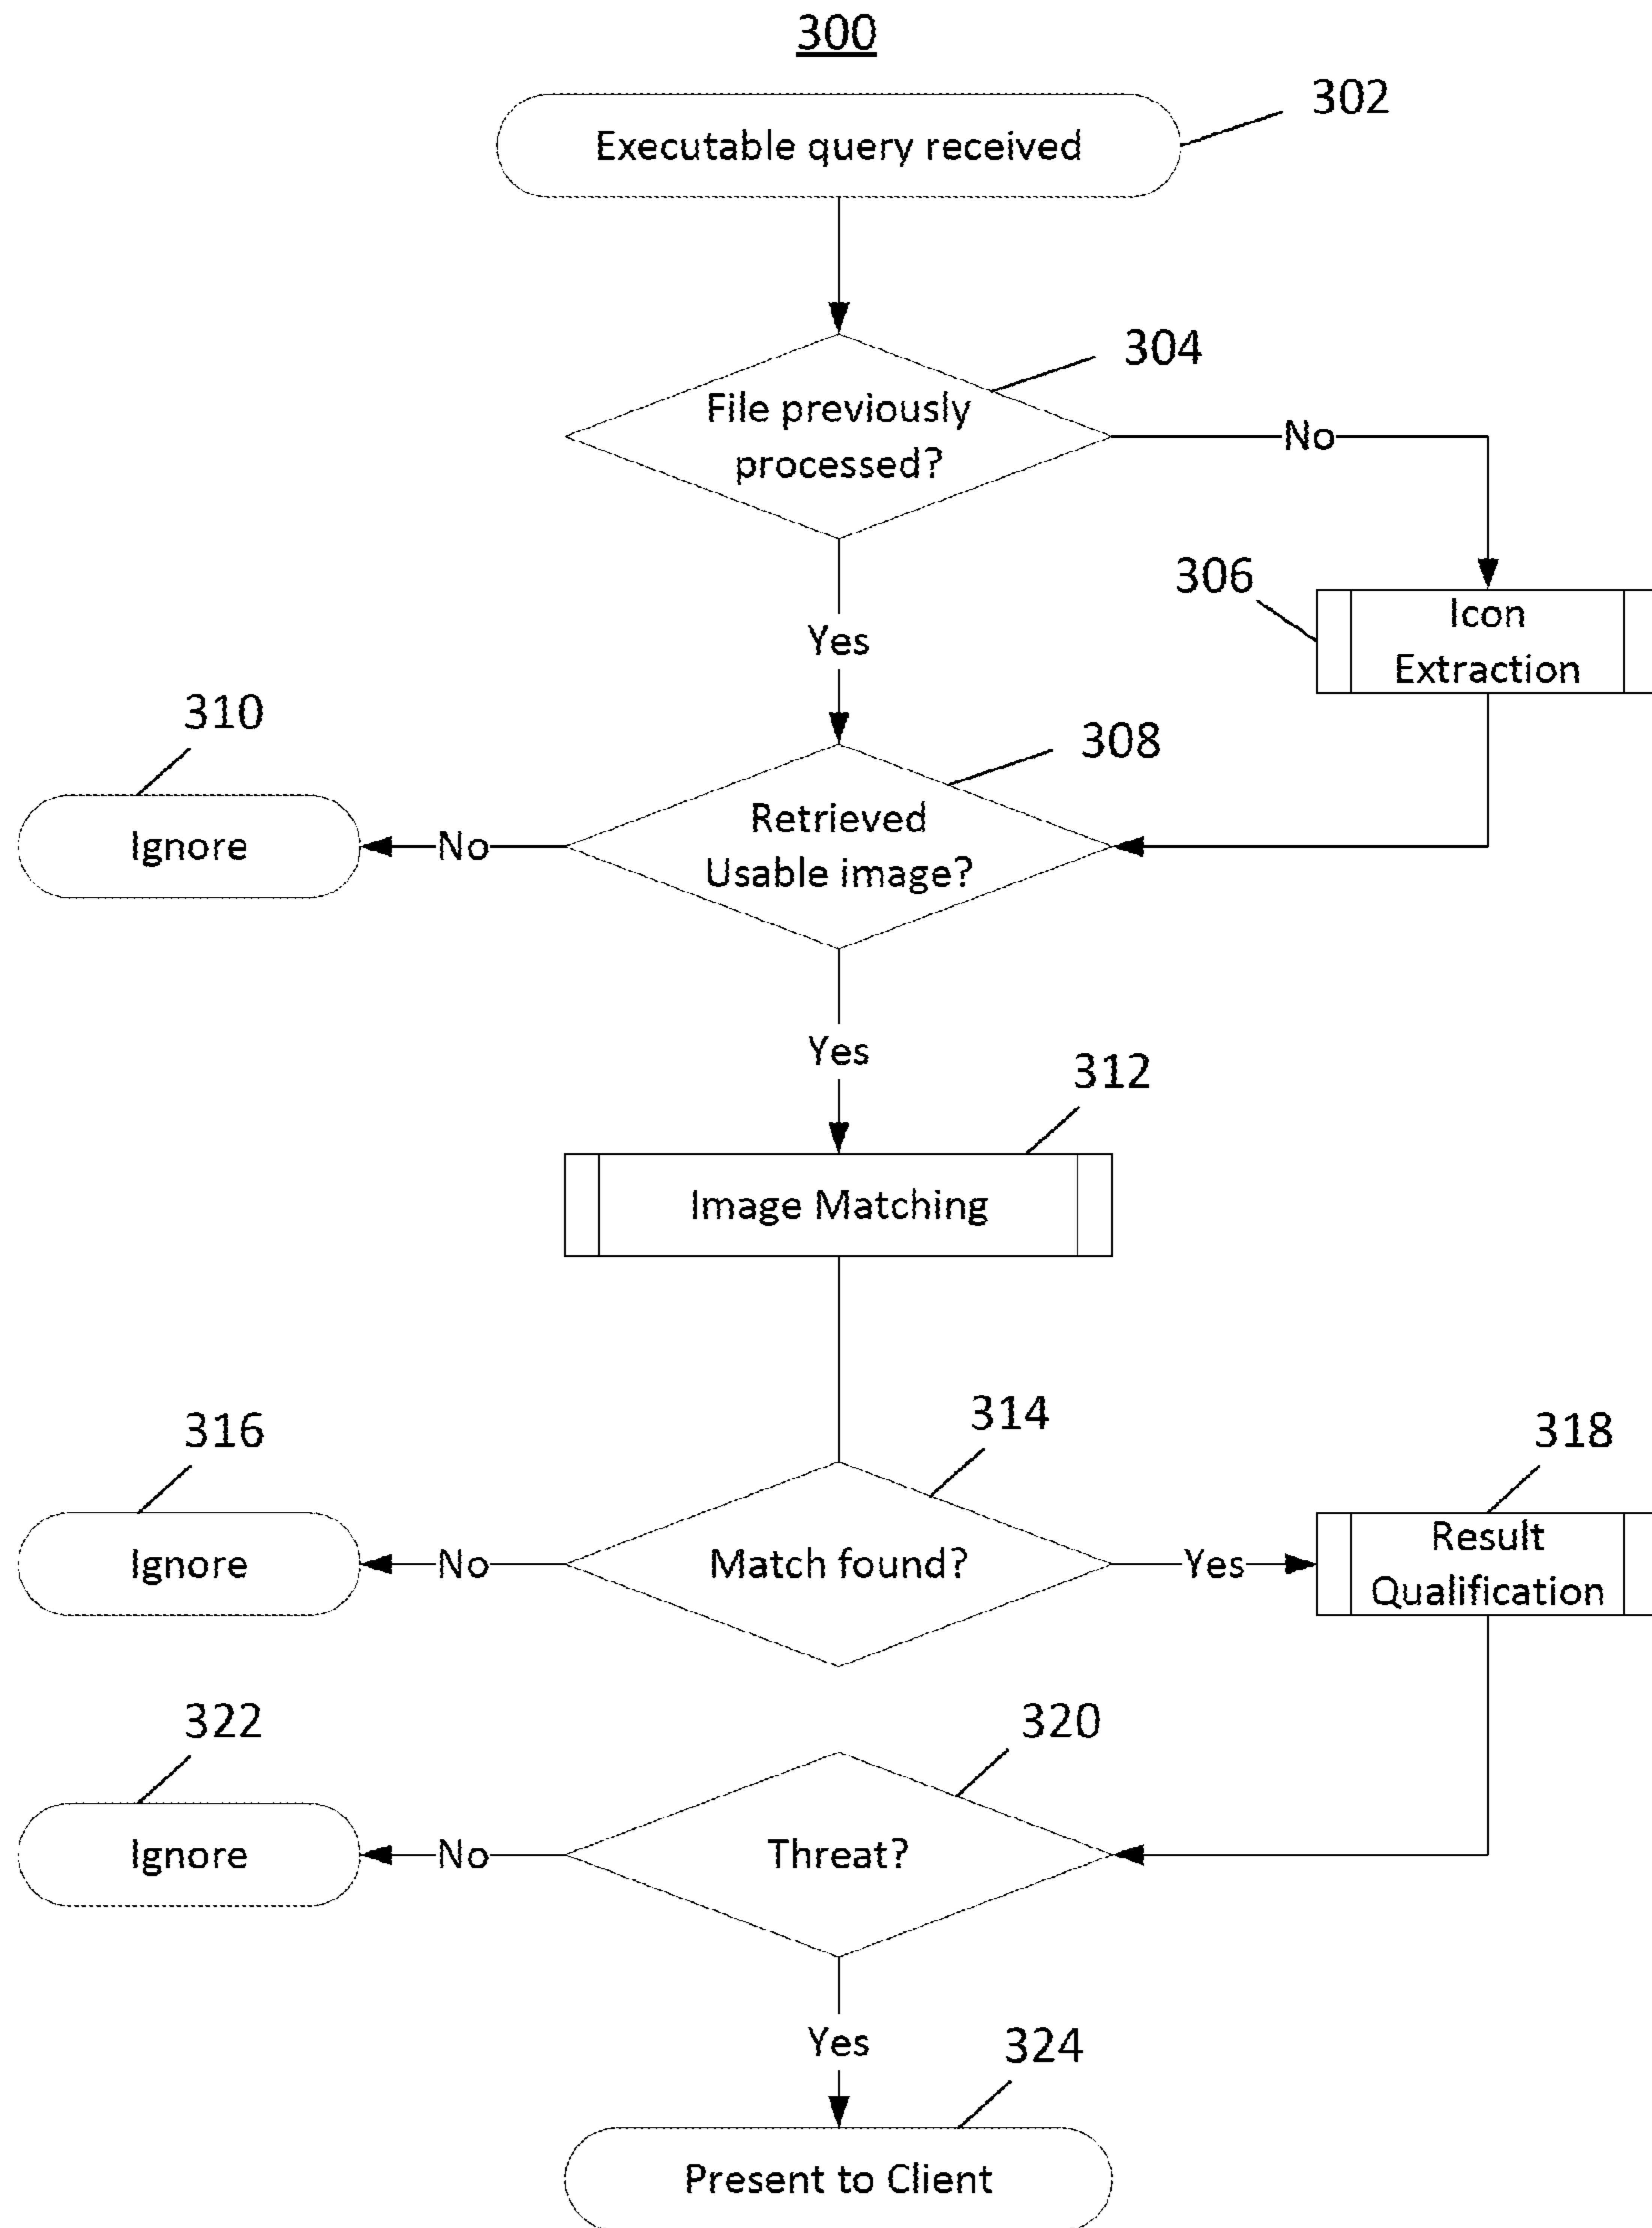 300
302
Executable query received
304
File previously
processed?
No
306
Icon
Extraction
Yes
310
308
Retrieved
Usable image?
Ignore
No
Yes
312
Image Matching
314
316
318
Ignore
No
Match found?
Yes
Result
Qualification
322
320
Ignore
No
Threat?
Yes
324
Present to Client